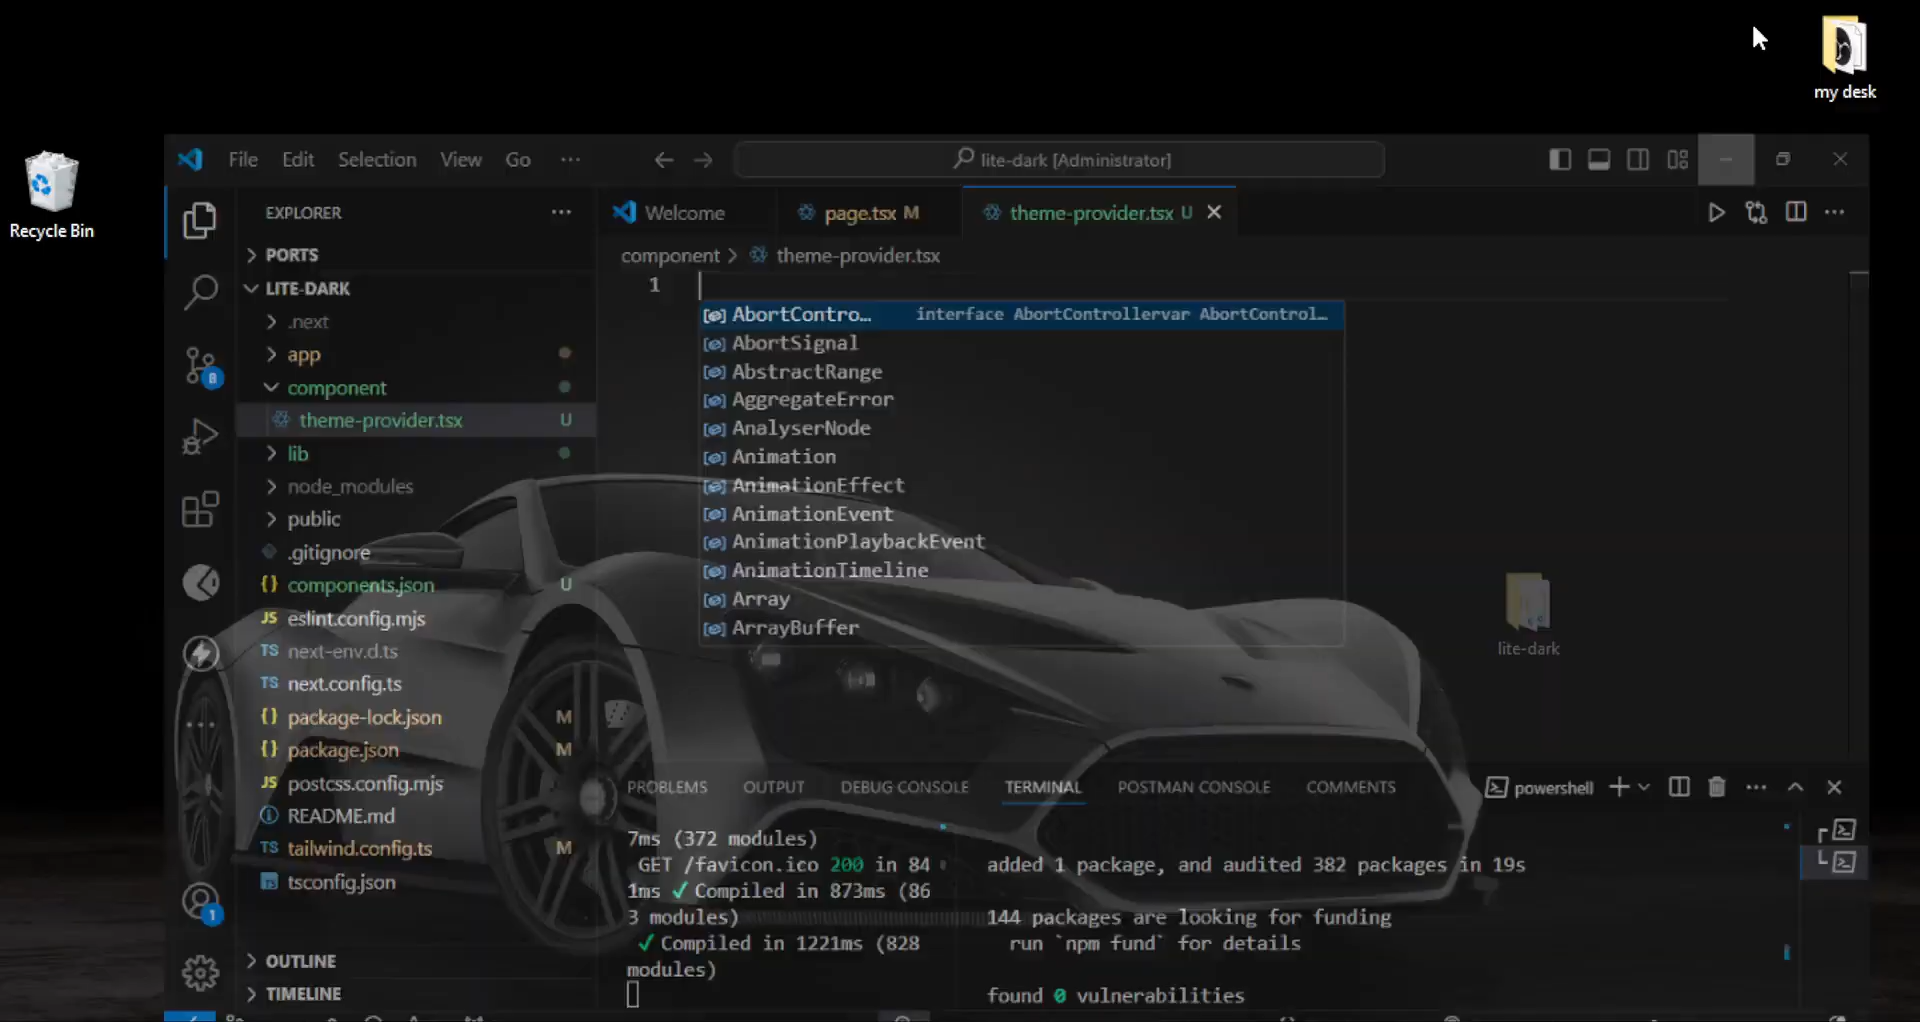 my desk
Recycle Bin
File Edit Selection View Go ··· lite-dark [Administrator]
EXPLORER ···
Welcome page.tsx M theme-provider.tsx U
component > theme-provider.tsx
PORTS
LITE-DARK
.next
app
component
theme-provider.tsx U
lib
node_modules
public
.gitignore
{} components.json U
JS eslint.config.mjs
TS next-env.d.ts
TS next.config.ts
{} package-lock.json M
{} package.json M
JS postcss.config.mjs
README.md
TS tailwind.config.ts M
tsconfig.json
OUTLINE
TIMELINE
8
1
1
AbortContro… interface AbortControllervar AbortControl…
AbortSignal
AbstractRange
AggregateError
AnalyserNode
Animation
AnimationEffect
AnimationEvent
AnimationPlaybackEvent
AnimationTimeline
Array
ArrayBuffer
lite-dark
PROBLEMS OUTPUT DEBUG CONSOLE TERMINAL POSTMAN CONSOLE COMMENTS powershell
7ms (372 modules)
GET /favicon.ico 200 in 84
1ms ✓ Compiled in 873ms (86
3 modules)
✓ Compiled in 1221ms (828
modules)
added 1 package, and audited 382 packages in 19s
144 packages are looking for funding
run `npm fund` for details
found 0 vulnerabilities